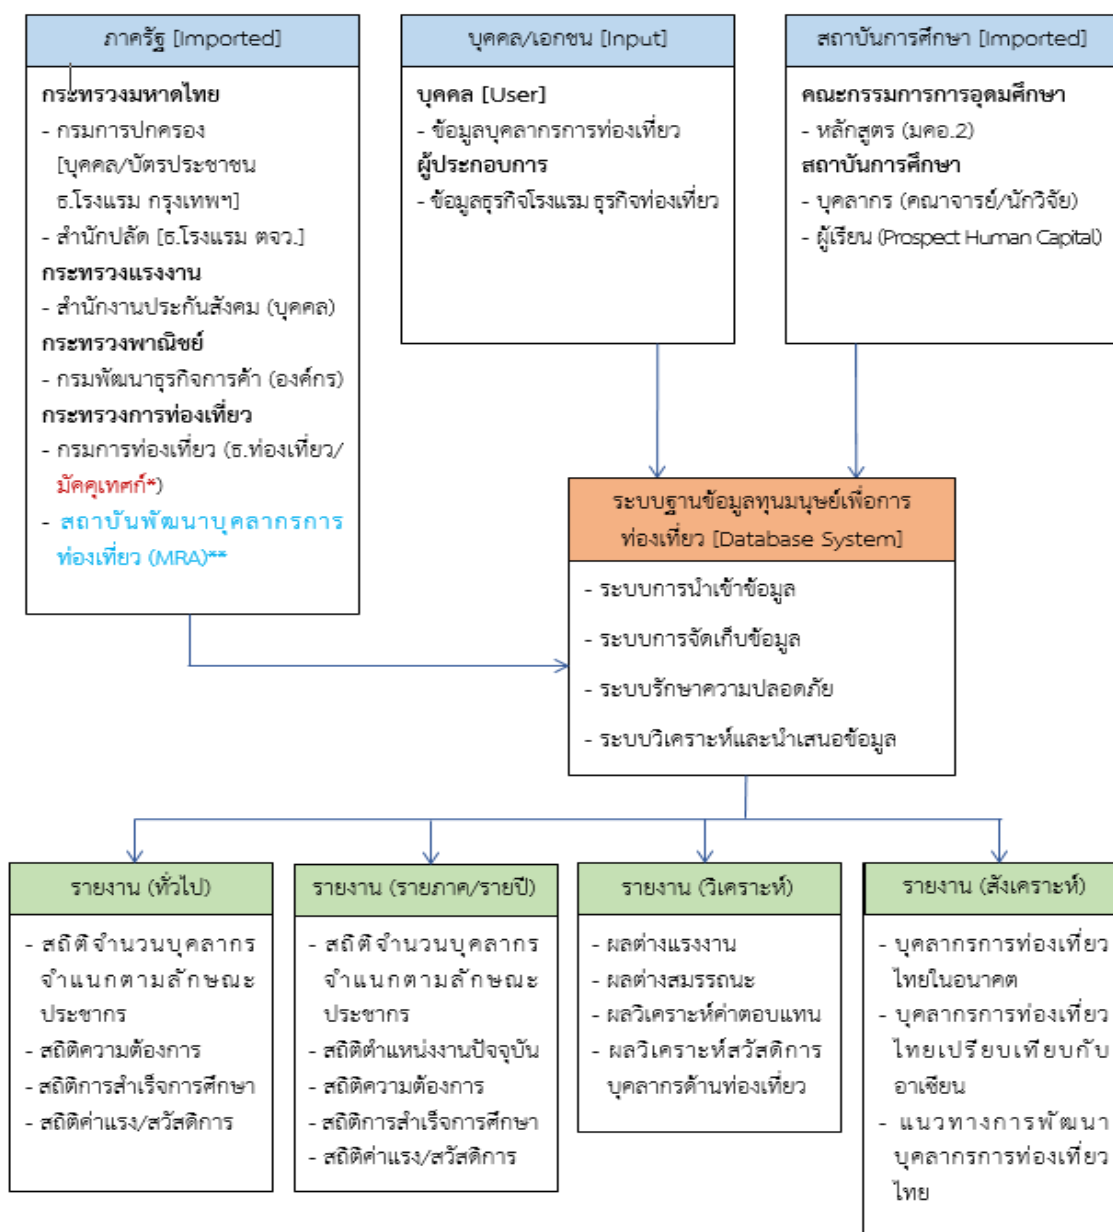 ภาครัฐ [Imported]
กระทรวงมหาดไทย
- กรมการปกครอง
[บุคคล/บัตรประชาชน
ธ.โรงแรม กรุงเทพฯ]
- สำนักปลัด [ธ.โรงแรม ตจว.]
กระทรวงแรงงาน
- สำนักงานประกันสังคม (บุคคล)
กระทรวงพาณิชย์
- กรมพัฒนาธุรกิจการค้า (องค์กร)
กระทรวงการท่องเที่ยว
- กรมการท่องเที่ยว (ธ.ท่องเที่ยว/
มัคคุเทศก์*)
- สถาบันพัฒนาบุคลากรการ
ท่องเที่ยว (MRA)**
บุคคล/เอกชน [Input]
บุคคล [User]
- ข้อมูลบุคลากรการท่องเที่ยว
ผู้ประกอบการ
- ข้อมูลธุรกิจโรงแรม ธุรกิจท่องเที่ยว
สถาบันการศึกษา [Imported]
คณะกรรมการการอุดมศึกษา
- หลักสูตร (มคอ.2)
สถาบันการศึกษา
- บุคลากร (คณาจารย์/นักวิจัย)
- ผู้เรียน (Prospect Human Capital)
ระบบฐานข้อมูลทุนมนุษย์เพื่อการ
ท่องเที่ยว [Database System]
- ระบบการนำเข้าข้อมูล
- ระบบการจัดเก็บข้อมูล
- ระบบรักษาความปลอดภัย
- ระบบวิเคราะห์และนำเสนอข้อมูล
รายงาน (ทั่วไป)
- สถิติจำนวนบุคลากร
จำแนกตามลักษณะ
ประชากร
- สถิติความต้องการ
- สถิติการสำเร็จการศึกษา
- สถิติค่าแรง/สวัสดิการ
รายงาน (รายภาค/รายปี)
- สถิติจำนวนบุคลากร
จำแนกตามลักษณะ
ประชากร
- สถิติตำแหน่งงานปัจจุบัน
- สถิติความต้องการ
- สถิติการสำเร็จการศึกษา
- สถิติค่าแรง/สวัสดิการ
รายงาน (วิเคราะห์)
- ผลต่างแรงงาน
- ผลต่างสมรรถนะ
- ผลวิเคราะห์ค่าตอบแทน
- ผลวิเคราะห์สวัสดิการ
บุคลากรด้านท่องเที่ยว
รายงาน (สังเคราะห์)
- บุคลากรการท่องเที่ยว
ไทยในอนาคต
- บุคลากรการท่องเที่ยว
ไทยเปรียบเทียบกับ
อาเซียน
- แนวทางการพัฒนา
บุคลากรการท่องเที่ยว
ไทย